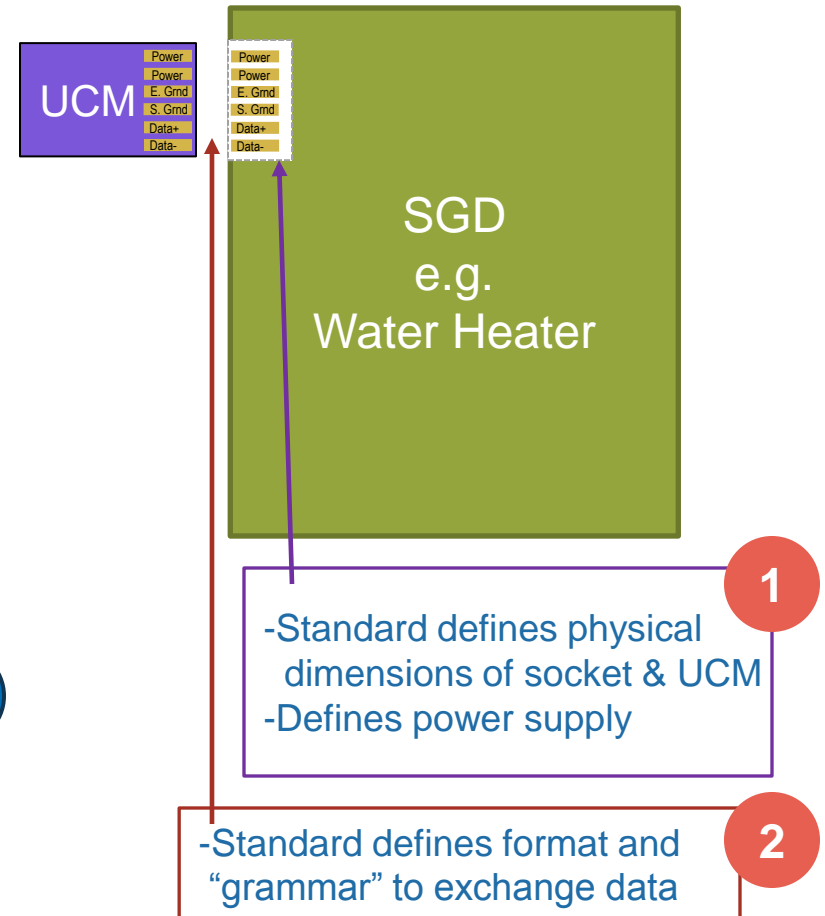 UCM
Power
Power
E. Grnd
S. Grnd
Data+
Data-
Power
Power
E. Grnd
S. Grnd
Data+
Data-
SGD
e.g.
Water Heater
1
-Standard defines physical
dimensions of socket & UCM
-Defines power supply
2
-Standard defines format and
“grammar” to exchange data